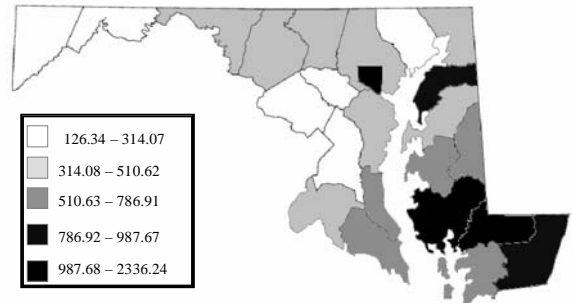 126.34 – 314.07
314.08 – 510.62
510.63 – 786.91
786.92 – 987.67
987.68 – 2336.24